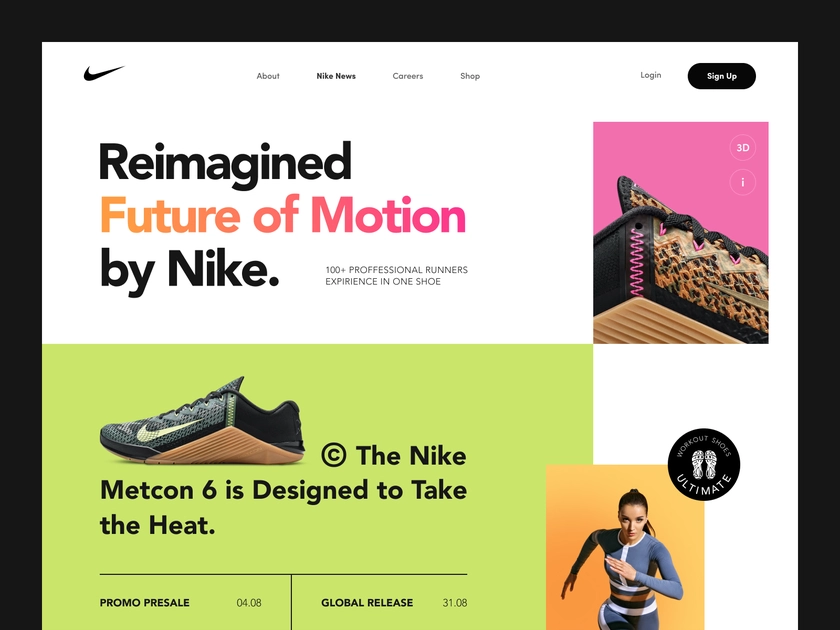 About
Nike News
Careers
Shop
Login
Sign Up
Reimagined
Future of Motion
by Nike.
100+ PROFFESSIONAL RUNNERS
EXPIRIENCE IN ONE SHOE
3D
i
© The Nike
Metcon 6 is Designed to Take
the Heat.
WORKOUT SHOES
ULTIMATE
PROMO PRESALE
04.08
GLOBAL RELEASE
31.08